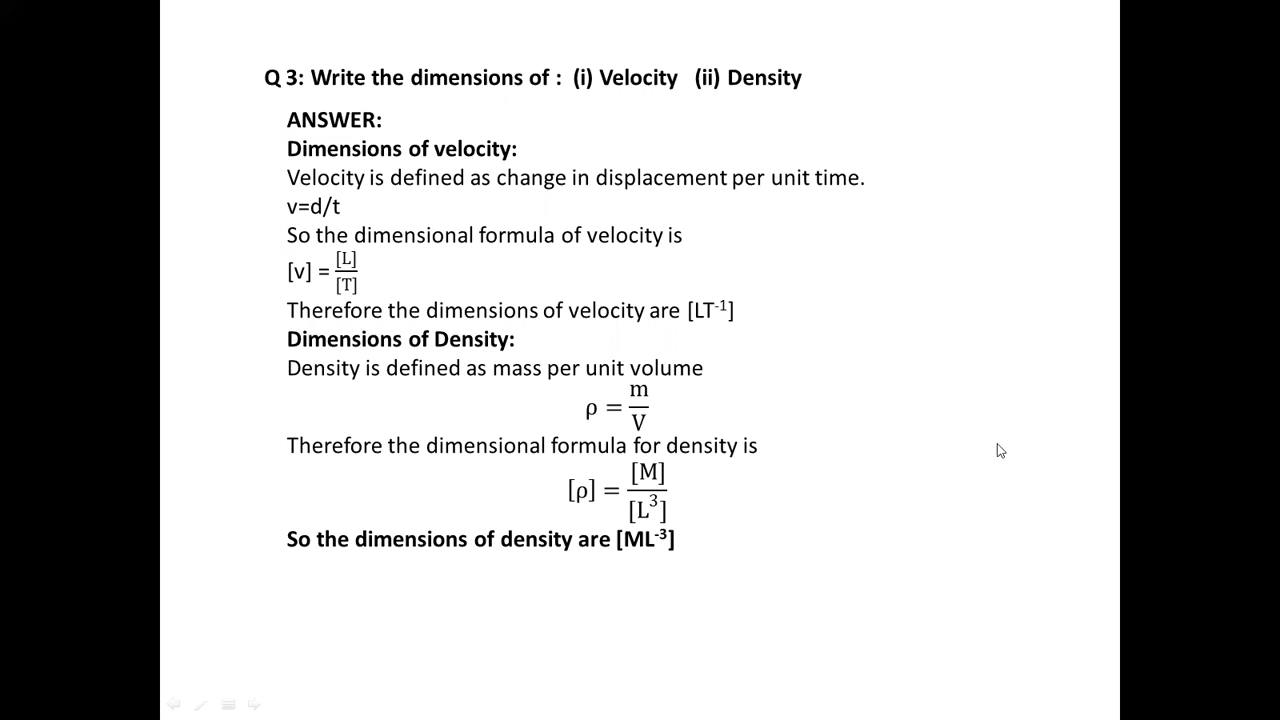 Q 3: Write the dimensions of : (i) Velocity (ii) Density
ANSWER:
Dimensions of velocity:
Velocity is defined as change in displacement per unit time.
v=d/t
So the dimensional formula of velocity is
[v] = [L]/[T]
Therefore the dimensions of velocity are [LT⁻¹]
Dimensions of Density:
Density is defined as mass per unit volume
ρ = m/V
Therefore the dimensional formula for density is
[ρ] = [M]/[L³]
So the dimensions of density are [ML⁻³]